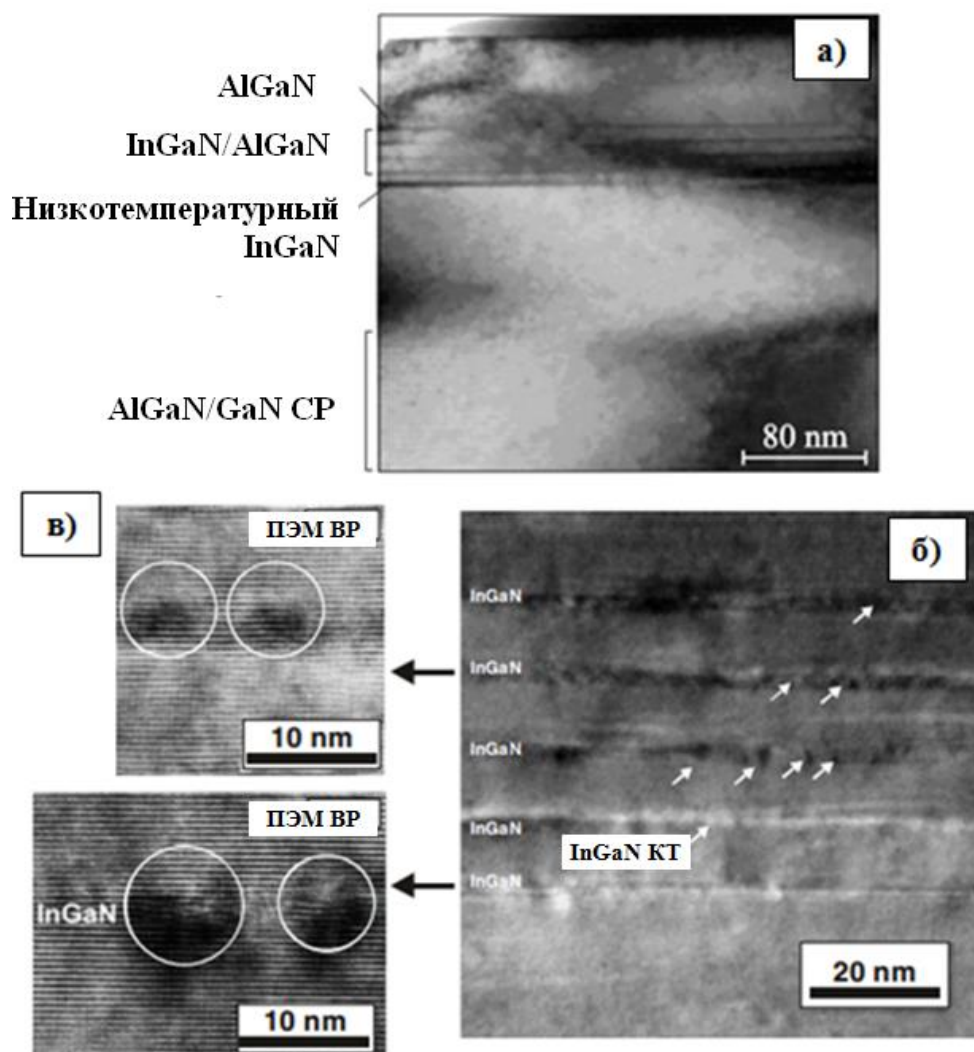 а)
AlGaN
InGaN/AlGaN
Низкотемпературный
InGaN
AlGaN/GaN СР
80 nm
в)
ПЭМ ВР
10 nm
ПЭМ ВР
InGaN
10 nm
б)
InGaN
InGaN
InGaN
InGaN
InGaN КТ
InGaN
20 nm